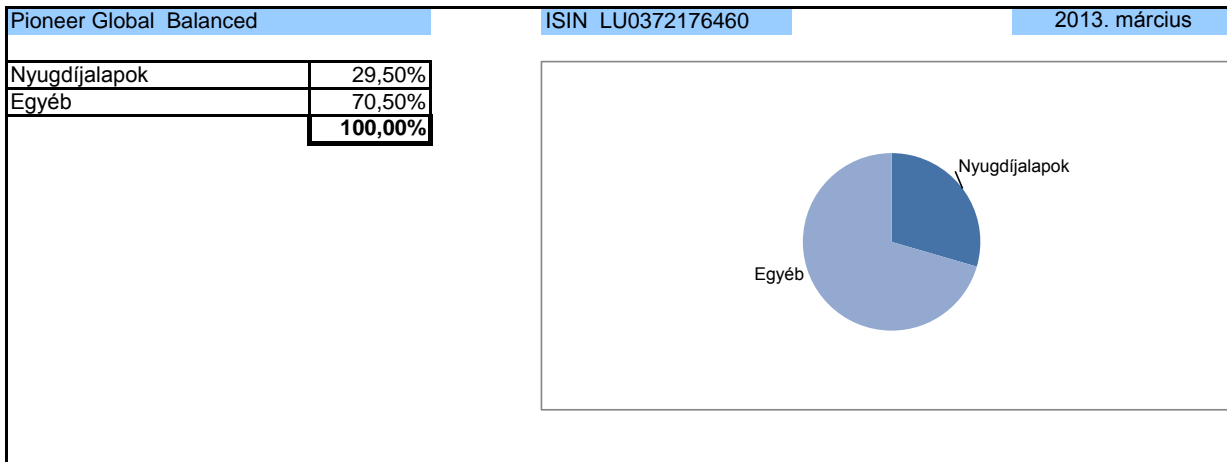 Pioneer Global  Balanced ISIN  LU0372176460 2013. március
Nyugdíjalapok 29,50%
Egyéb 70,50%
100,00%
Nyugdíjalapok
Egyéb